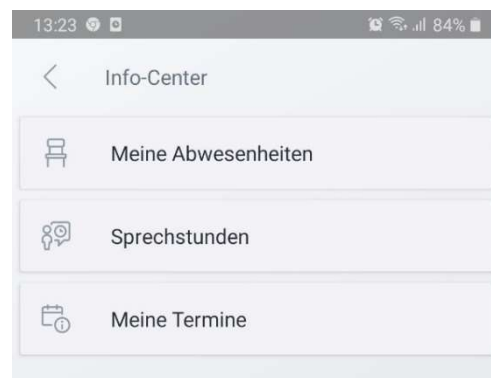 13:23 84%
Info-Center
Meine Abwesenheiten
Sprechstunden
Meine Termine